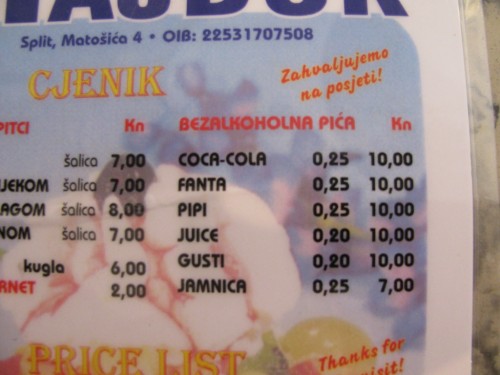 Split, Matošića 4 • OIB: 22531707508
CJENIK
Zahvaljujemo
na posjeti!
PITCI Kn BEZALKOHOLNA PIĆA Kn
šalica 7,00 COCA-COLA 0,25 10,00
JEKOM šalica 7,00 FANTA 0,25 10,00
AGOM šalica 8,00 PIPI 0,25 10,00
NOM šalica 7,00 JUICE 0,20 10,00
kugla 6,00 GUSTI 0,20 10,00
RNET 2,00 JAMNICA 0,25 7,00
PRICE LIST
Thanks for
visit!